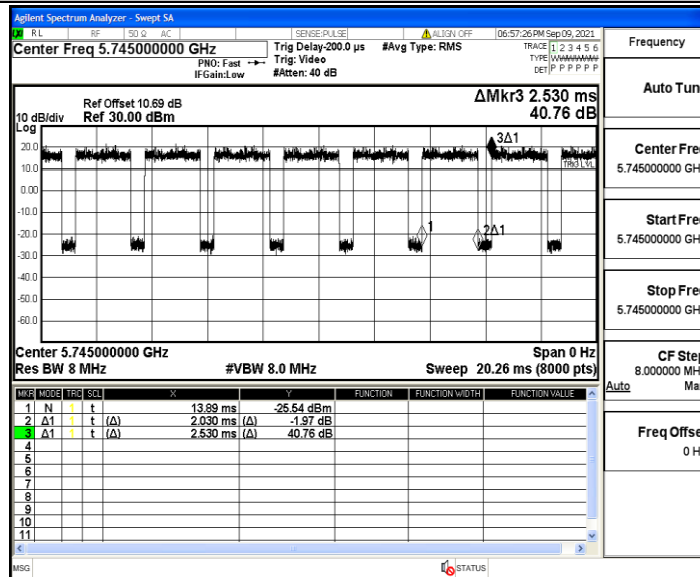 Agilent Spectrum Analyzer - Swept SA
RL RF 50 Ω AC SENSE:PULSE ALIGN OFF 06:57:26 PM Sep 09, 2021
Center Freq 5.745000000 GHz
PNO: Fast
IFGain:Low
Trig Delay-200.0 µs
Trig: Video
#Atten: 40 dB
#Avg Type: RMS
TRACE 1 2 3 4 5 6
TYPE WWWWWW
DET P P P P P P
Ref Offset 10.69 dB
10 dB/div Ref 30.00 dBm
Log
ΔMkr3 2.530 ms
40.76 dB
20.0
10.0
0.00
-10.0
-20.0
-30.0
-40.0
-50.0
-60.0
3Δ1
TRIG LVL
1
2Δ1
Center 5.745000000 GHz Span 0 Hz
Res BW 8 MHz #VBW 8.0 MHz Sweep 20.26 ms (8000 pts)
MKR MODE TRC SCL X Y FUNCTION FUNCTION WIDTH FUNCTION VALUE
1 N 1 t 13.89 ms -25.54 dBm
2 Δ1 1 t (Δ) 2.030 ms (Δ) -1.97 dB
3 Δ1 1 t (Δ) 2.530 ms (Δ) 40.76 dB
4
5
6
7
8
9
10
11
MSG STATUS
Frequency
Auto Tun
Center Fre
5.745000000 GH
Start Fre
5.745000000 GH
Stop Fre
5.745000000 GH
CF Step
8.000000 MH
Auto Ma
Freq Offse
0 H